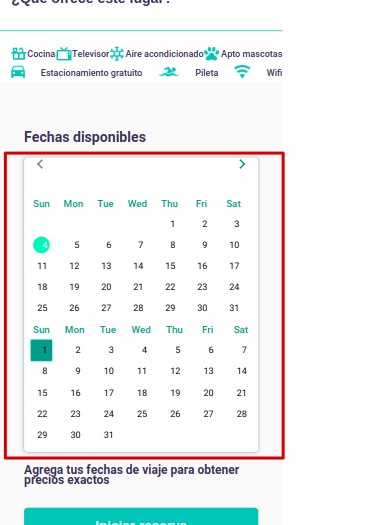 ¿Qué ofrece este lugar?
Cocina Televisor Aire acondicionado Apto mascotas
Estacionamiento gratuito Pileta Wifi
Fechas disponibles
Sun Mon Tue Wed Thu Fri Sat
1 2 3
4 5 6 7 8 9 10
11 12 13 14 15 16 17
18 19 20 21 22 23 24
25 26 27 28 29 30 31
Sun Mon Tue Wed Thu Fri Sat
1 2 3 4 5 6 7
8 9 10 11 12 13 14
15 16 17 18 19 20 21
22 23 24 25 26 27 28
29 30 31
Agrega tus fechas de viaje para obtener
precios exactos
Iniciar reserva